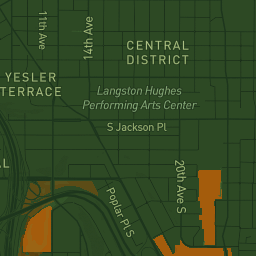 11th Ave
14th Ave
CENTRAL
DISTRICT
YESLER
TERRACE
Langston Hughes
Performing Arts Center
S Jackson Pl
AL
20th Ave S
Poplar Pl S